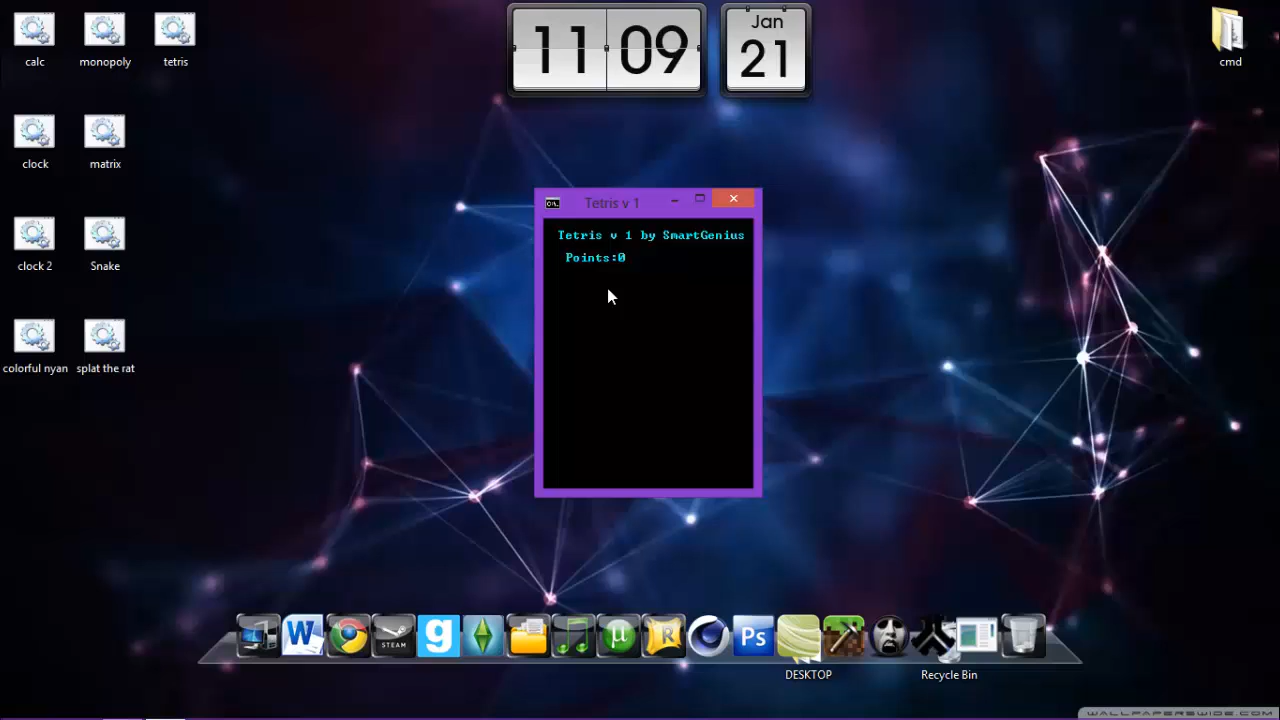 11 09
Jan
21
calc
monopoly
tetris
cmd
clock
matrix
clock 2
Snake
colorful nyan
splat the rat
C:\.
Tetris v 1
Tetris v 1 by SmartGenius
Points:0
W
STEAM
g
µ
R
Ps
DESKTOP
Recycle Bin
WALLPAPERSWIDE.COM